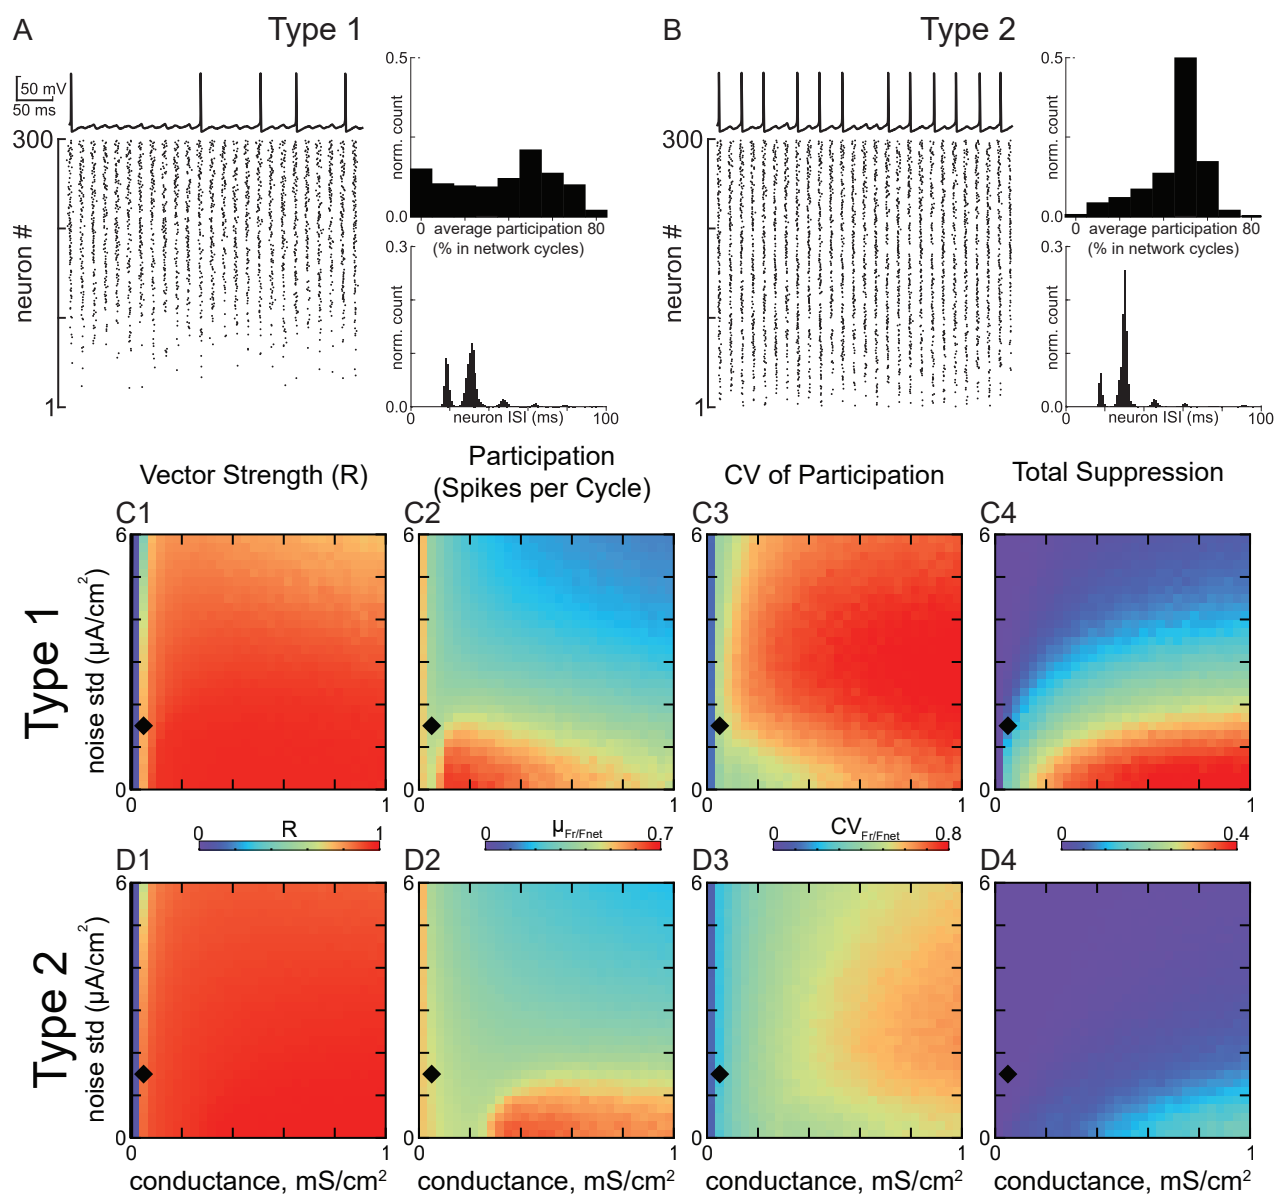 A
Type 1
50 mV
50 ms
300
neuron #
1
0.5
norm. count
0.0
0 average participation 80
(% in network cycles)
0.3
norm. count
0.0
0 neuron ISI (ms) 100
B
Type 2
300
neuron #
1
0.5
norm. count
0.0
0 average participation 80
(% in network cycles)
0.3
norm. count
0.0
0 neuron ISI (ms) 100
Vector Strength (R)
Participation
(Spikes per Cycle)
CV of Participation
Total Suppression
C1
C2
C3
C4
Type 1
noise std (µA/cm²)
6
0
0 1
6
0
0 1
6
0
0 1
6
0
0 1
0 R 1
0 μFr/Fnet 0.7
0 CVFr/Fnet 0.8
0 0.4
D1
D2
D3
D4
Type 2
noise std (µA/cm²)
6
0
0 1
6
0
0 1
6
0
0 1
6
0
0 1
conductance, mS/cm²
conductance, mS/cm²
conductance, mS/cm²
conductance, mS/cm²